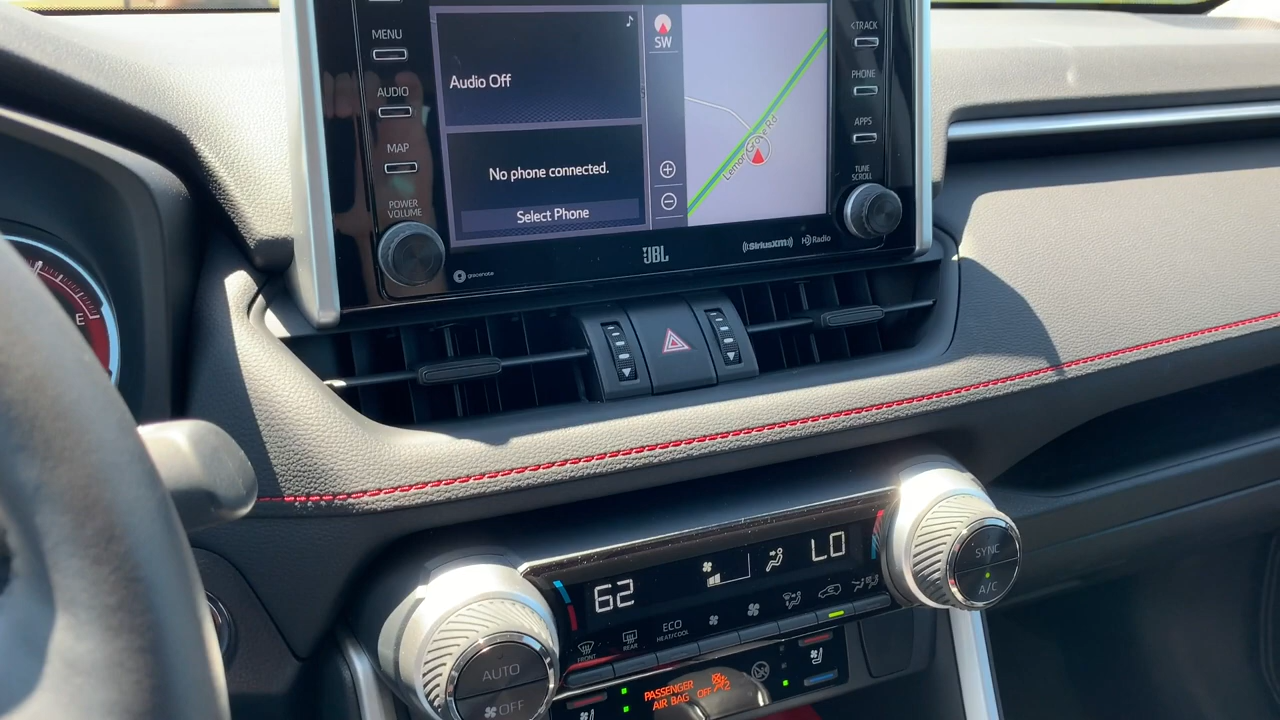 MENU
AUDIO
MAP
POWER
VOLUME
Audio Off
No phone connected.
Select Phone
SW
Lemon Grove Rd
<TRACK
PHONE
APPS
TUNE
SCROLL
gracenote
JBL
SiriusXM
HD Radio
E
62
LO
FRONT
REAR
ECO
HEAT/COOL
SYNC
A/C
AUTO
OFF
PASSENGER
AIR BAG OFF 2